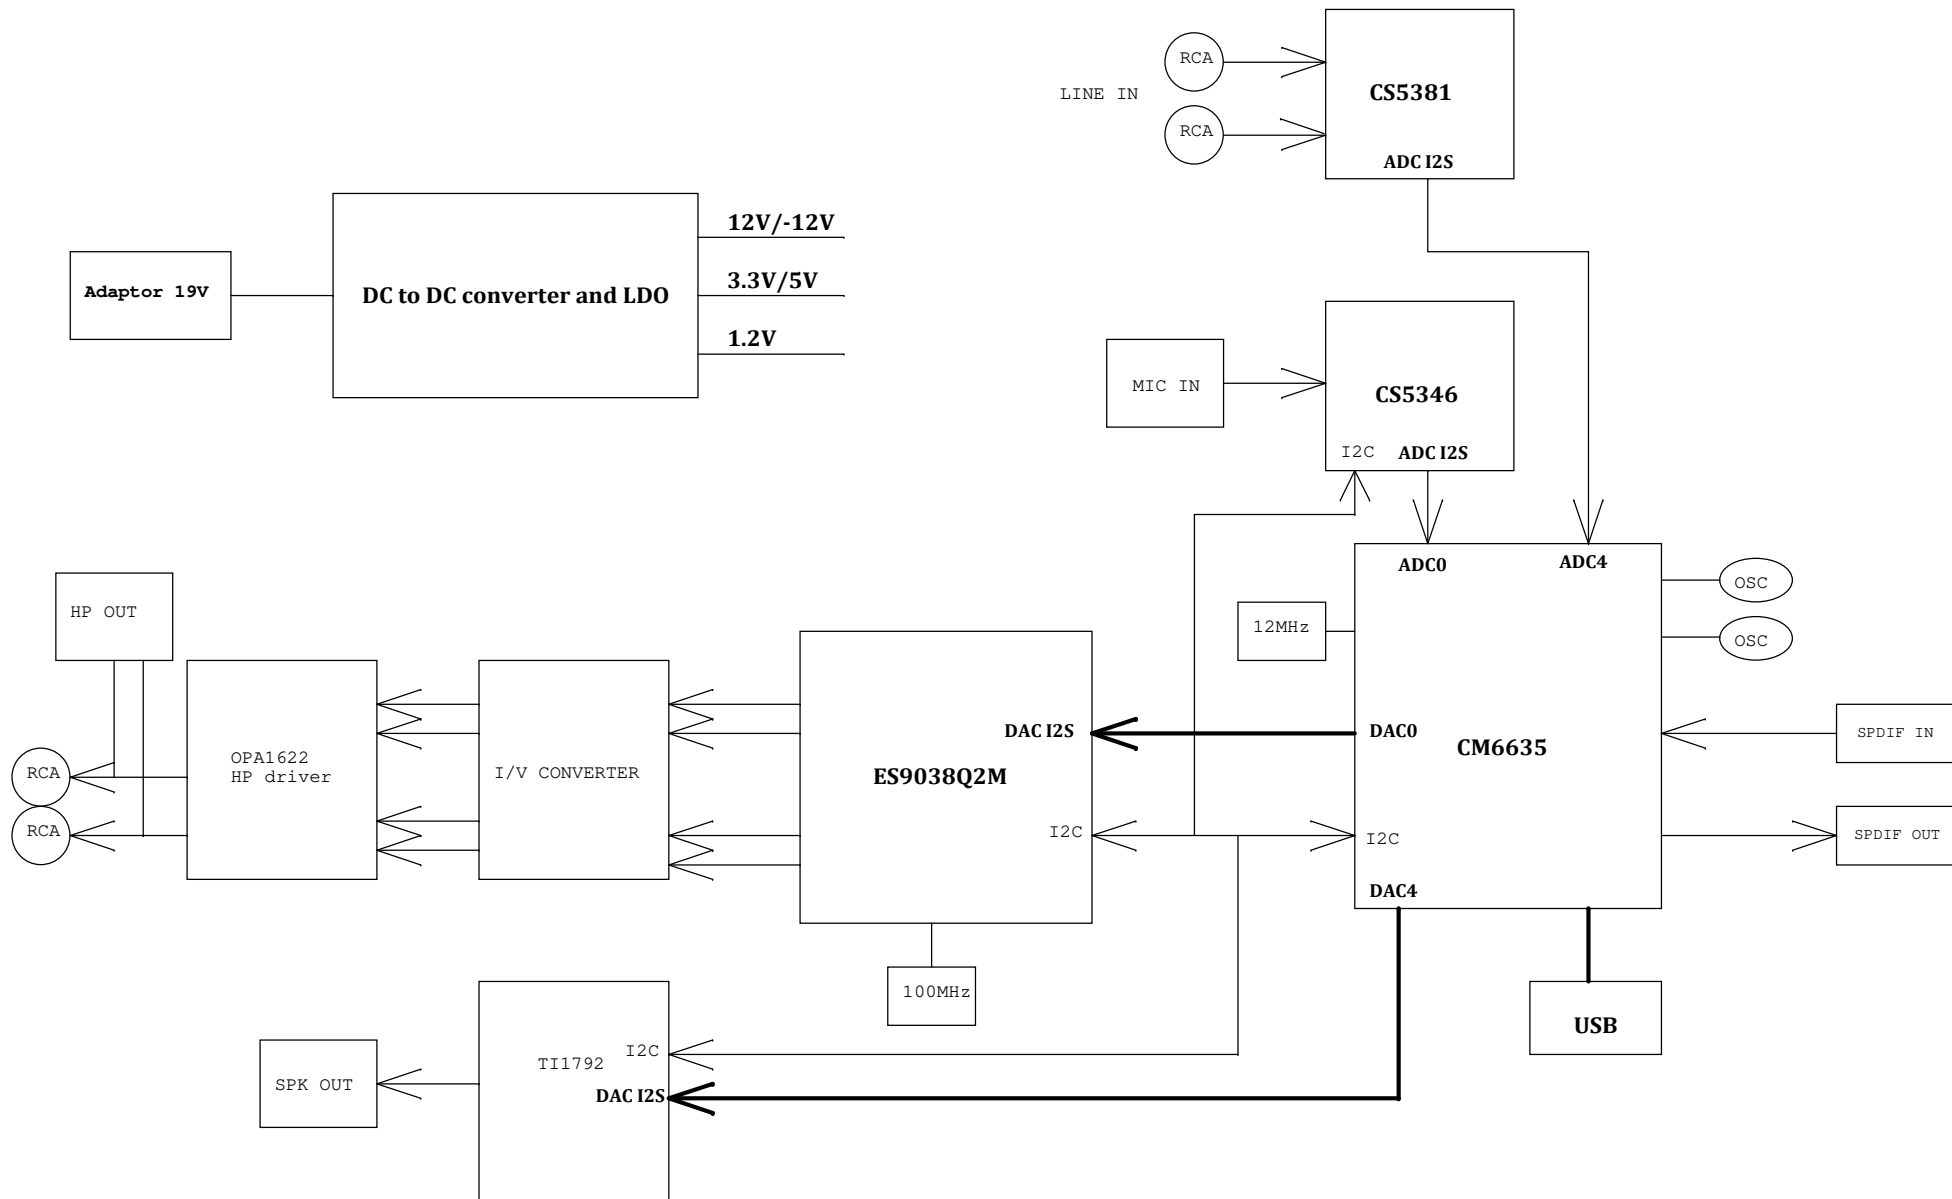 RCA
CS5381
LINE IN
RCA
ADC I2S
12V/-12V
Adaptor 19V
DC to DC converter and LDO
3.3V/5V
1.2V
MIC IN
CS5346
I2C
ADC I2S
ADC0
ADC4
OSC
HP OUT
12MHz
OSC
DAC I2S
DAC0
CM6635
SPDIF IN
OPA1622
HP driver
I/V CONVERTER
ES9038Q2M
RCA
RCA
I2C
I2C
SPDIF OUT
DAC4
100MHz
USB
I2C
TI1792
SPK OUT
DAC I2S